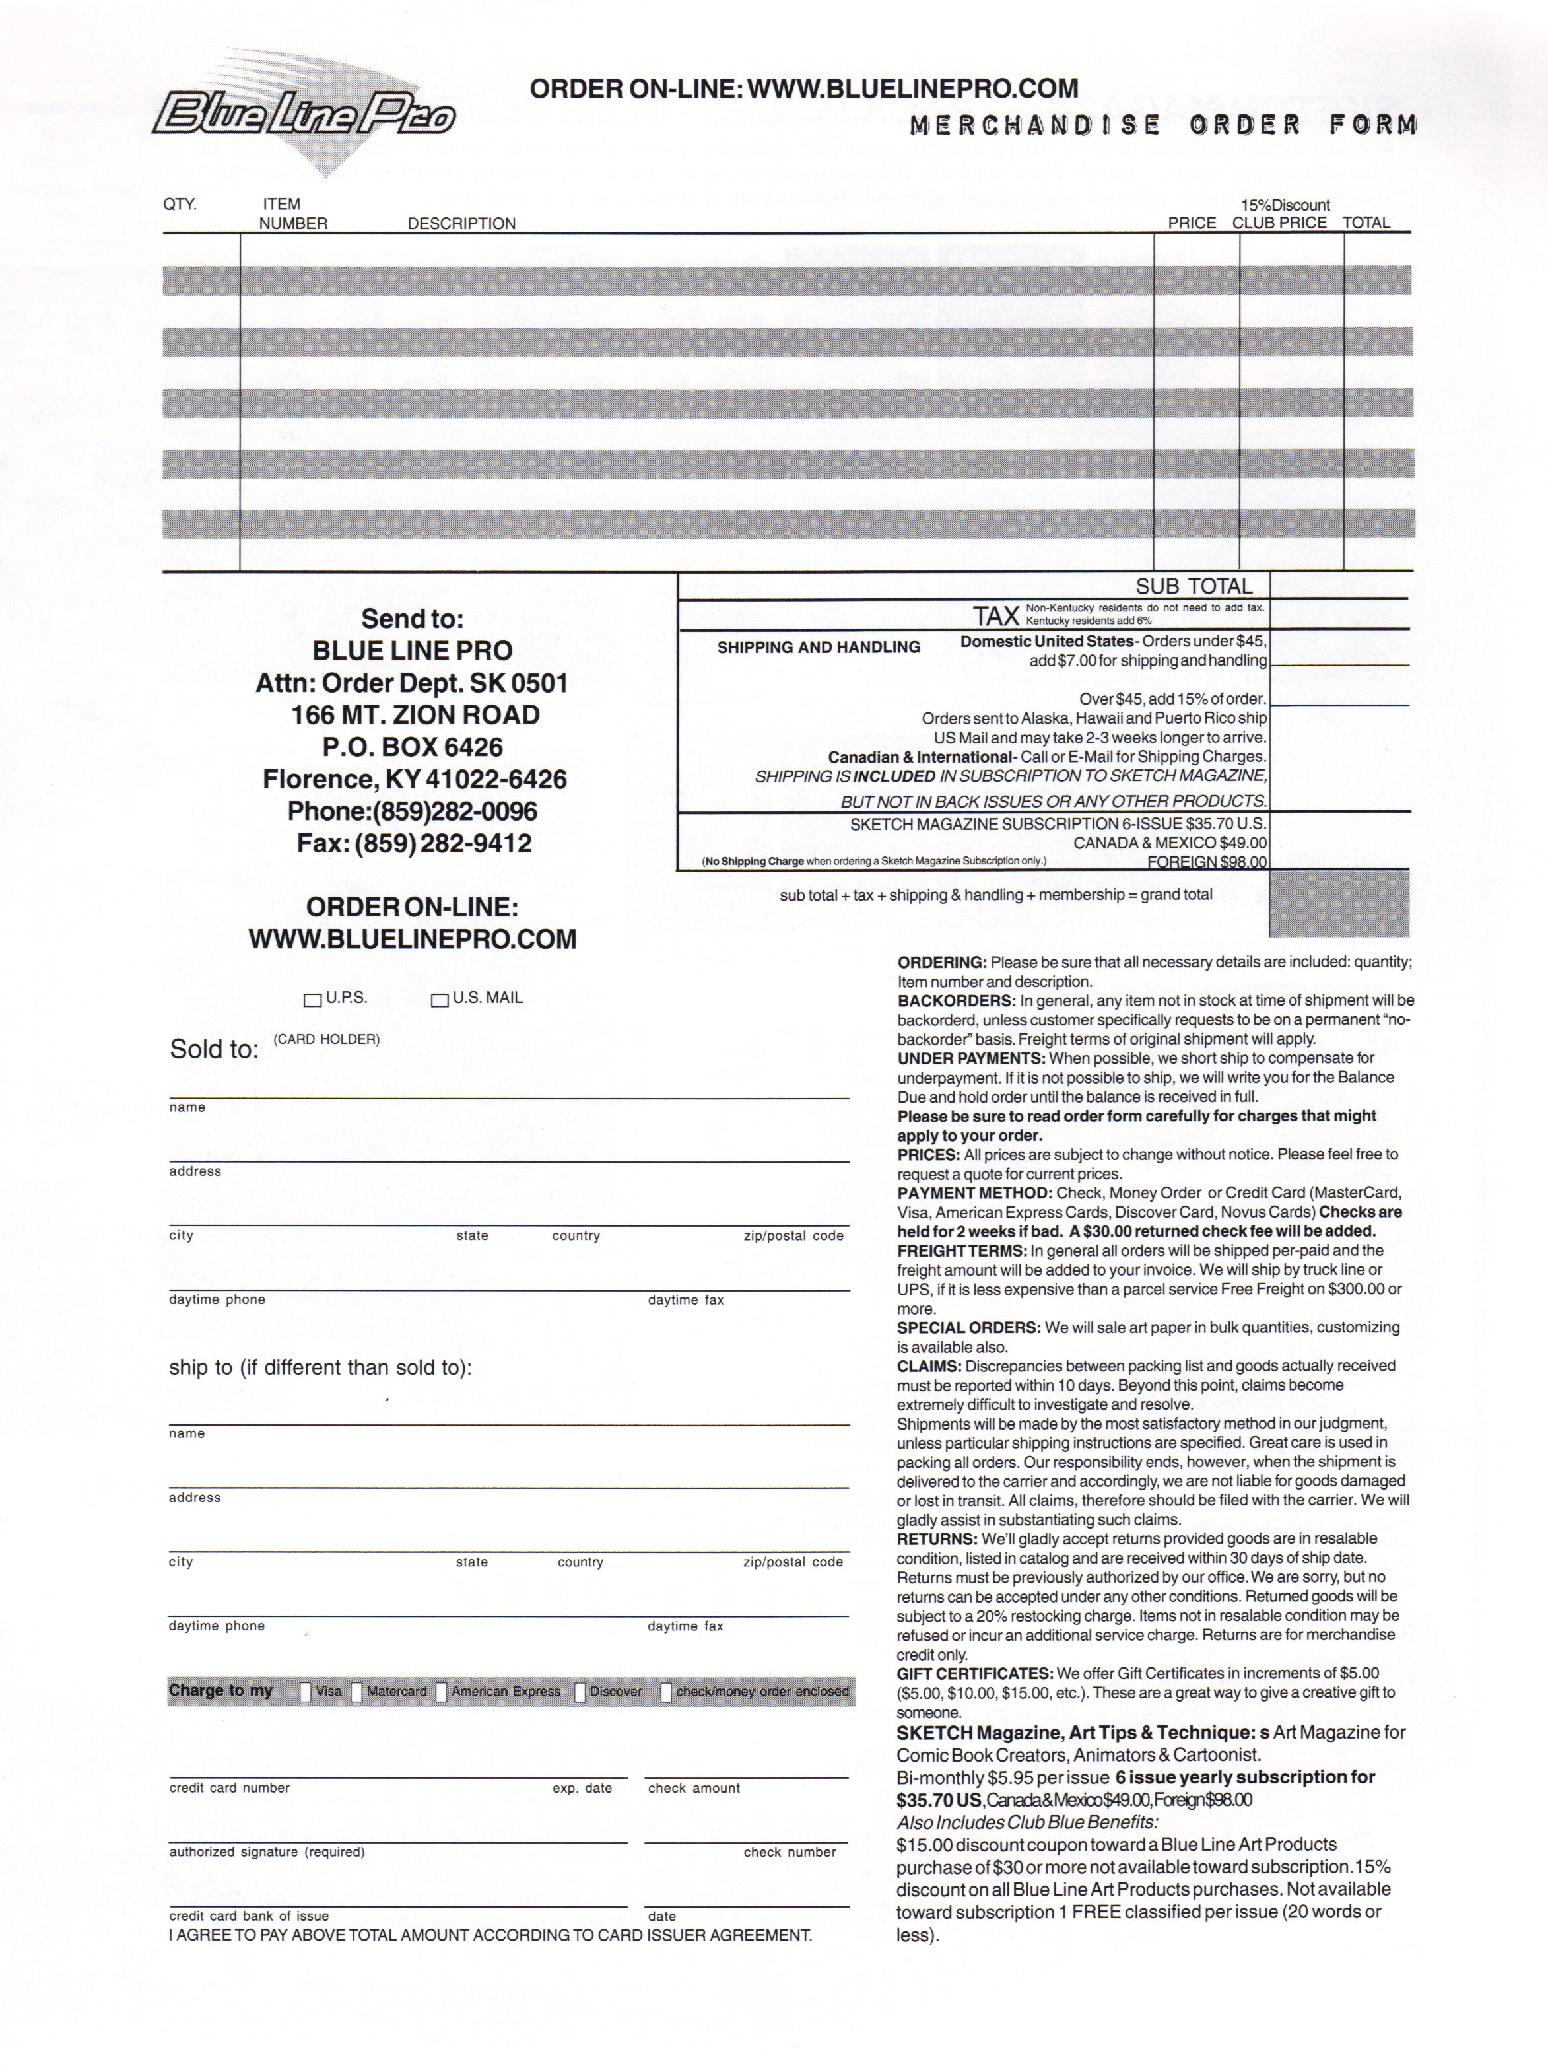 Blue Line Pro
ORDER ON-LINE: WWW.BLUELINEPRO.COM
MERCHANDISE ORDER FORM
QTY.
ITEM
NUMBER
DESCRIPTION
PRICE
15%Discount
CLUB PRICE
TOTAL
SUB TOTAL
TAX Non-Kentucky residents do not need to add tax.
Kentucky residents add 6%
SHIPPING AND HANDLING
Domestic United States- Orders under $45,
add $7.00 for shipping and handling
Over $45, add 15% of order.
Orders sent to Alaska, Hawaii and Puerto Rico ship
US Mail and may take 2-3 weeks longer to arrive.
Canadian & International- Call or E-Mail for Shipping Charges.
SHIPPING IS INCLUDED IN SUBSCRIPTION TO SKETCH MAGAZINE,
BUT NOT IN BACK ISSUES OR ANY OTHER PRODUCTS.
SKETCH MAGAZINE SUBSCRIPTION 6-ISSUE $35.70 U.S.
CANADA & MEXICO $49.00
(No Shipping Charge when ordering a Sketch Magazine Subscription only.)
FOREIGN $98.00
sub total + tax + shipping & handling + membership = grand total
Send to:
BLUE LINE PRO
Attn: Order Dept. SK 0501
166 MT. ZION ROAD
P.O. BOX 6426
Florence, KY 41022-6426
Phone:(859)282-0096
Fax: (859) 282-9412
ORDER ON-LINE:
WWW.BLUELINEPRO.COM
U.P.S.
U.S. MAIL
Sold to: (CARD HOLDER)
name
address
city state country zip/postal code
daytime phone daytime fax
ship to (if different than sold to):
name
address
city state country zip/postal code
daytime phone daytime fax
Charge to my Visa Matercard American Express Discover check/money order enclosed
credit card number exp. date check amount
authorized signature (required) check number
credit card bank of issue date
I AGREE TO PAY ABOVE TOTAL AMOUNT ACCORDING TO CARD ISSUER AGREEMENT.
ORDERING: Please be sure that all necessary details are included: quantity;
Item number and description.
BACKORDERS: In general, any item not in stock at time of shipment will be
backorderd, unless customer specifically requests to be on a permanent "no-
backorder" basis. Freight terms of original shipment will apply.
UNDER PAYMENTS: When possible, we short ship to compensate for
underpayment. If it is not possible to ship, we will write you for the Balance
Due and hold order until the balance is received in full.
Please be sure to read order form carefully for charges that might
apply to your order.
PRICES: All prices are subject to change without notice. Please feel free to
request a quote for current prices.
PAYMENT METHOD: Check, Money Order or Credit Card (MasterCard,
Visa, American Express Cards, Discover Card, Novus Cards) Checks are
held for 2 weeks if bad. A $30.00 returned check fee will be added.
FREIGHT TERMS: In general all orders will be shipped per-paid and the
freight amount will be added to your invoice. We will ship by truck line or
UPS, if it is less expensive than a parcel service Free Freight on $300.00 or
more.
SPECIAL ORDERS: We will sale art paper in bulk quantities, customizing
is available also.
CLAIMS: Discrepancies between packing list and goods actually received
must be reported within 10 days. Beyond this point, claims become
extremely difficult to investigate and resolve.
Shipments will be made by the most satisfactory method in our judgment,
unless particular shipping instructions are specified. Great care is used in
packing all orders. Our responsibility ends, however, when the shipment is
delivered to the carrier and accordingly, we are not liable for goods damaged
or lost in transit. All claims, therefore should be filed with the carrier. We will
gladly assist in substantiating such claims.
RETURNS: We'll gladly accept returns provided goods are in resalable
condition, listed in catalog and are received within 30 days of ship date.
Returns must be previously authorized by our office. We are sorry, but no
returns can be accepted under any other conditions. Returned goods will be
subject to a 20% restocking charge. Items not in resalable condition may be
refused or incur an additional service charge. Returns are for merchandise
credit only.
GIFT CERTIFICATES: We offer Gift Certificates in increments of $5.00
($5.00, $10.00, $15.00, etc.). These are a great way to give a creative gift to
someone.
SKETCH Magazine, Art Tips & Technique: s Art Magazine for
Comic Book Creators, Animators & Cartoonist.
Bi-monthly $5.95 per issue 6 issue yearly subscription for
$35.70 US, Canada & Mexico $49.00, Foreign $98.00
Also Includes Club Blue Benefits:
$15.00 discount coupon toward a Blue Line Art Products
purchase of $30 or more not available toward subscription. 15%
discount on all Blue Line Art Products purchases. Not available
toward subscription 1 FREE classified per issue (20 words or
less).